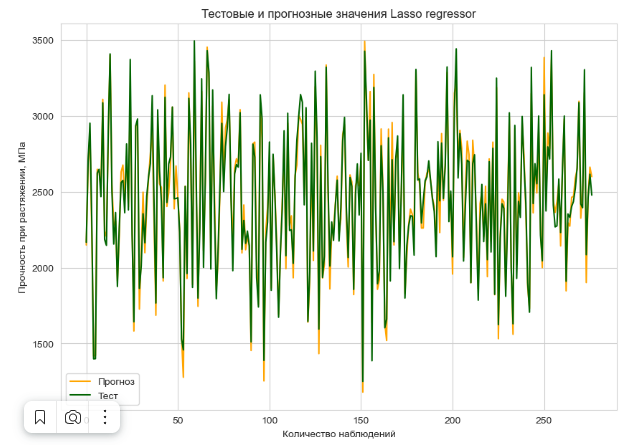 Тестовые и прогнозные значения Lasso regressor
3500
3000
2500
2000
1500
Прочность при растяжении, МПа
Прогноз
Тест
0 50 100 150 200 250
Количество наблюдений